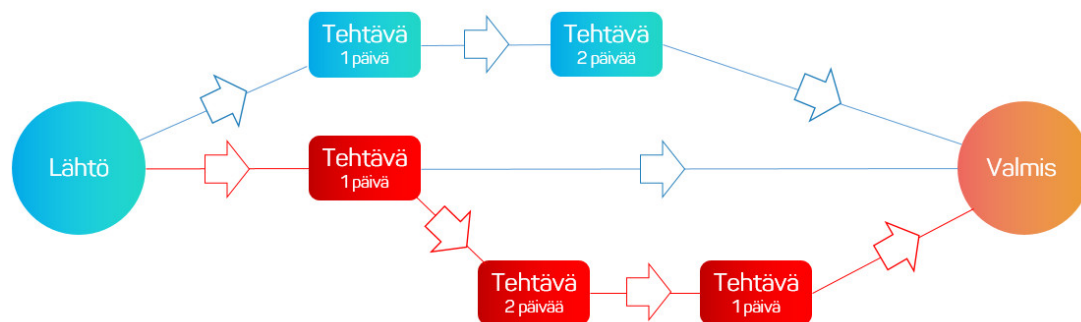 Tehtävä
1 päivä
Tehtävä
2 päivää
Lähtö
Tehtävä
1 päivä
Valmis
Tehtävä
2 päivää
Tehtävä
1 päivä